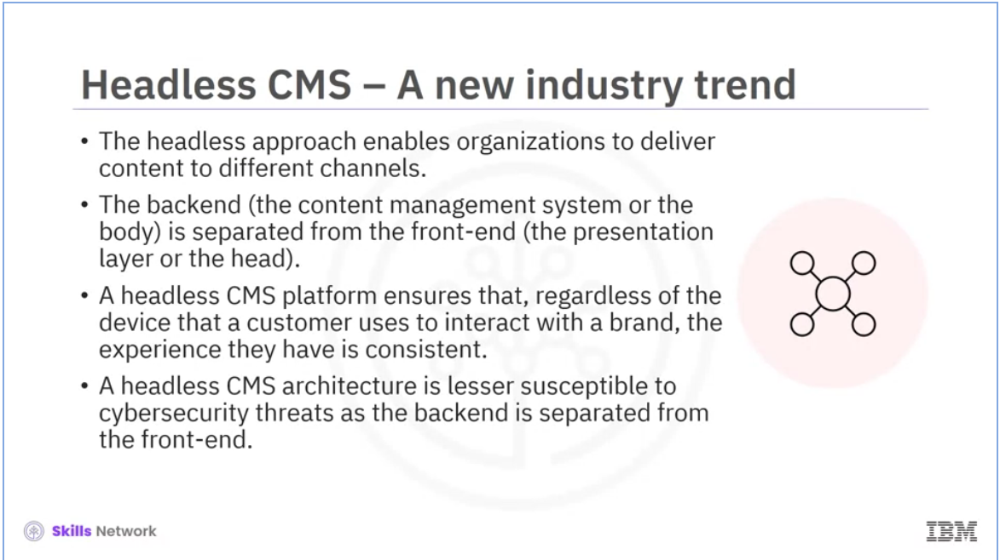 Headless CMS – A new industry trend
• The headless approach enables organizations to deliver
content to different channels.
• The backend (the content management system or the
body) is separated from the front-end (the presentation
layer or the head).
• A headless CMS platform ensures that, regardless of the
device that a customer uses to interact with a brand, the
experience they have is consistent.
• A headless CMS architecture is lesser susceptible to
cybersecurity threats as the backend is separated from
the front-end.
Skills Network
IBM